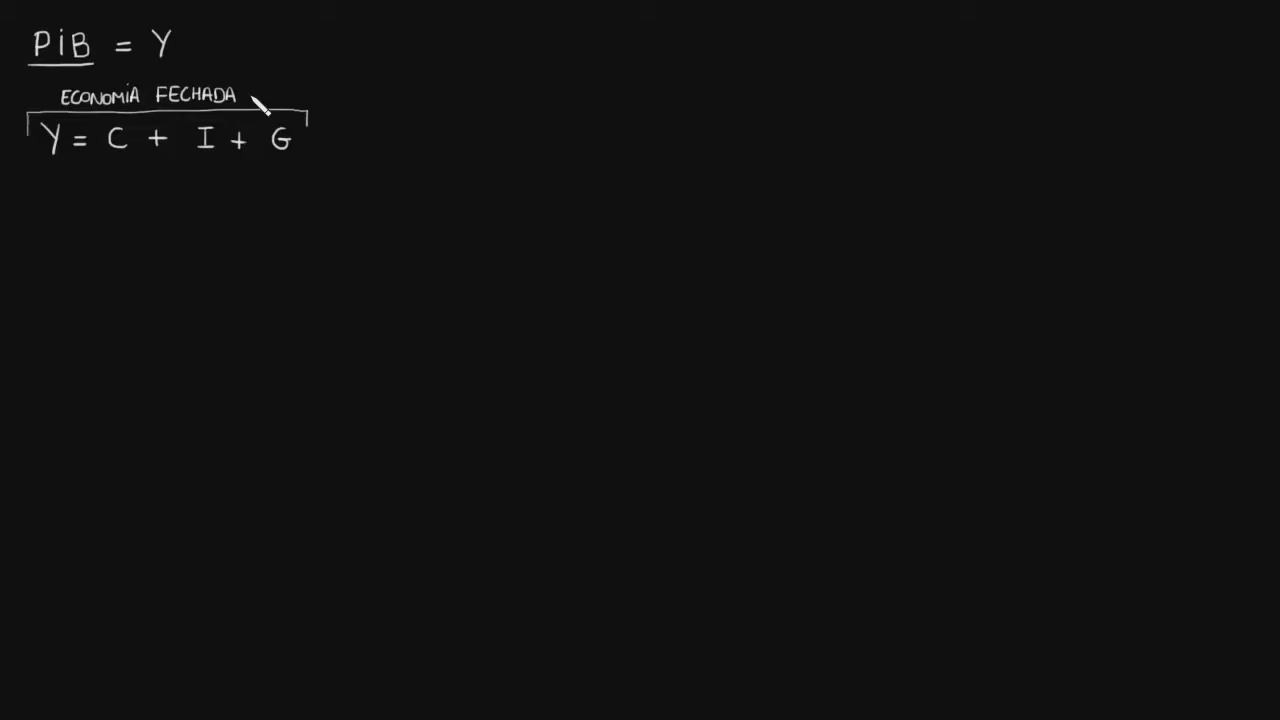 PiB = Y
ECONOMiA FECHADA
Y = C + I + G